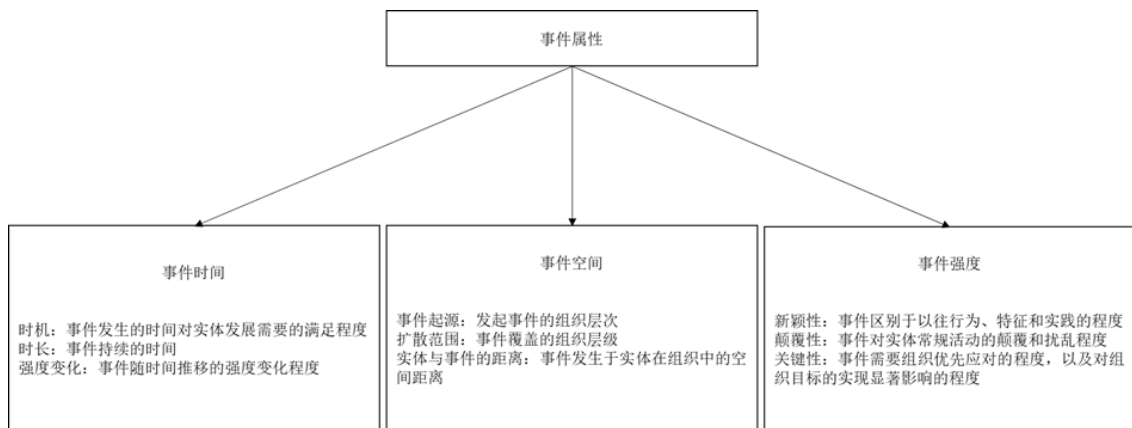 事件属性
事件时间
时机：事件发生的时间对实体发展需要的满足程度
时长：事件持续的时间
强度变化：事件随时间推移的强度变化程度
事件空间
事件起源：发起事件的组织层次
扩散范围：事件覆盖的组织层级
实体与事件的距离：事件发生于实体在组织中的空
间距离
事件强度
新颖性：事件区别于以往行为、特征和实践的程度
颠覆性：事件对实体常规活动的颠覆和扰乱程度
关键性：事件需要组织优先应对的程度，以及对组
织目标的实现显著影响的程度